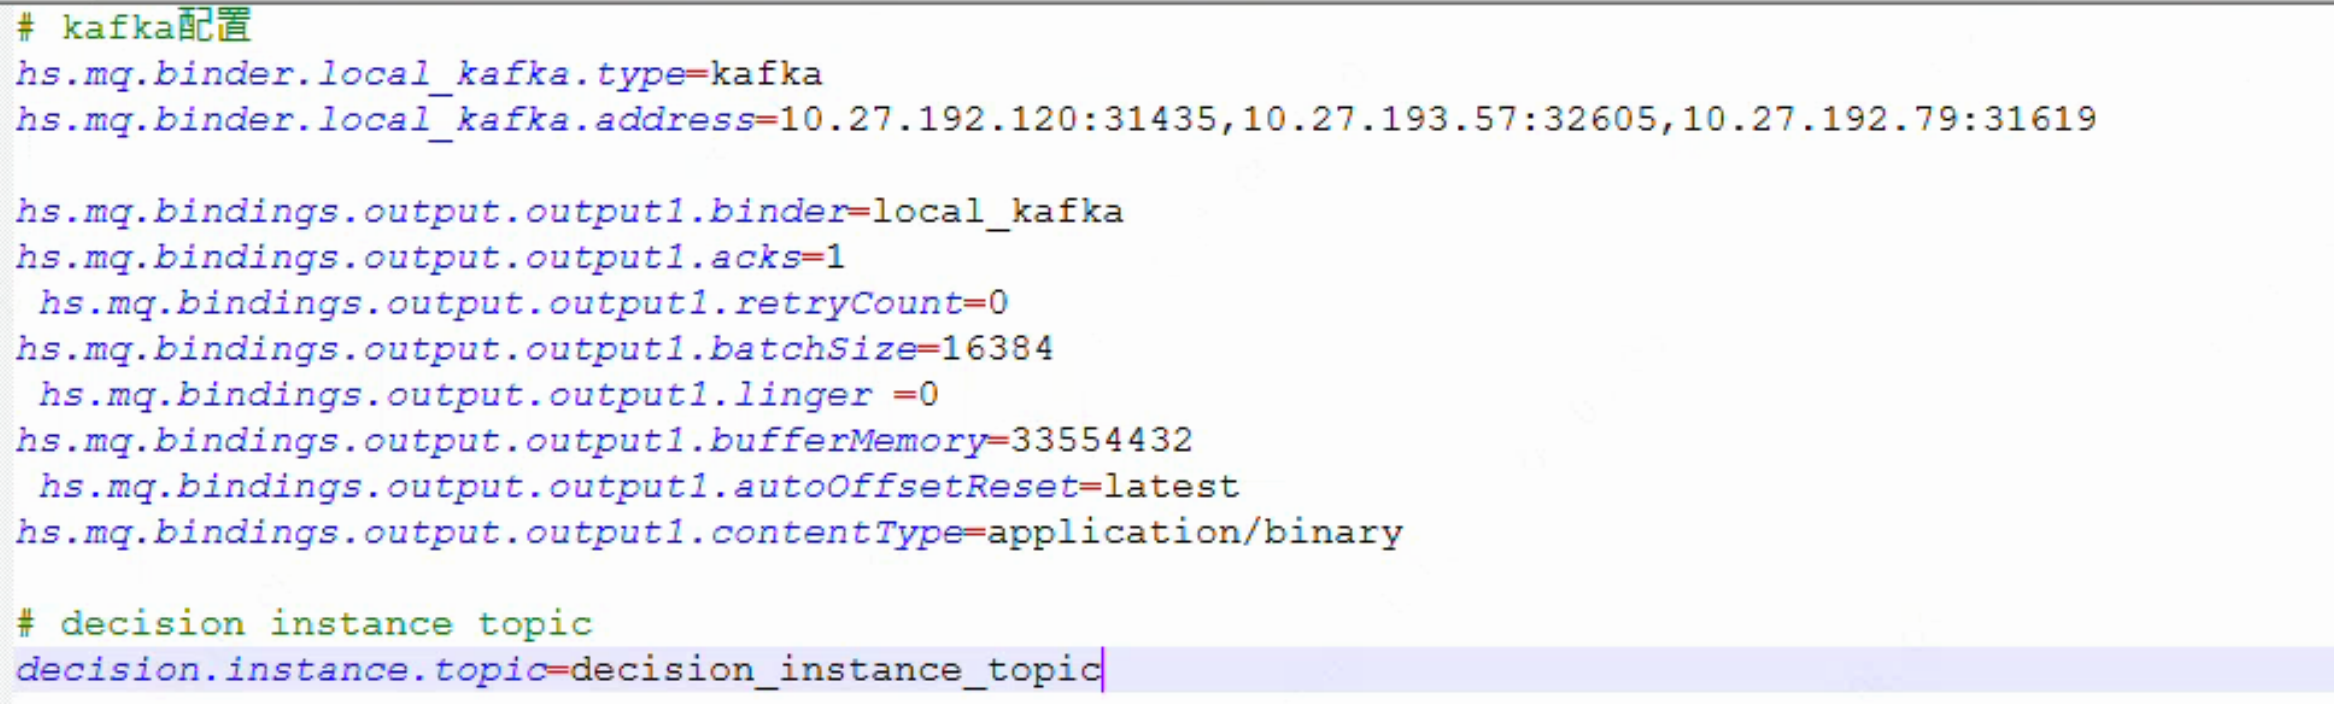 # kafka配置
hs.mq.binder.local_kafka.type=kafka
hs.mq.binder.local_kafka.address=10.27.192.120:31435,10.27.193.57:32605,10.27.192.79:31619
hs.mq.bindings.output.output1.binder=local_kafka
hs.mq.bindings.output.output1.acks=1
hs.mq.bindings.output.output1.retryCount=0
hs.mq.bindings.output.output1.batchSize=16384
hs.mq.bindings.output.output1.linger =0
hs.mq.bindings.output.output1.bufferMemory=33554432
hs.mq.bindings.output.output1.autoOffsetReset=latest
hs.mq.bindings.output.output1.contentType=application/binary
# decision instance topic
decision.instance.topic=decision_instance_topic